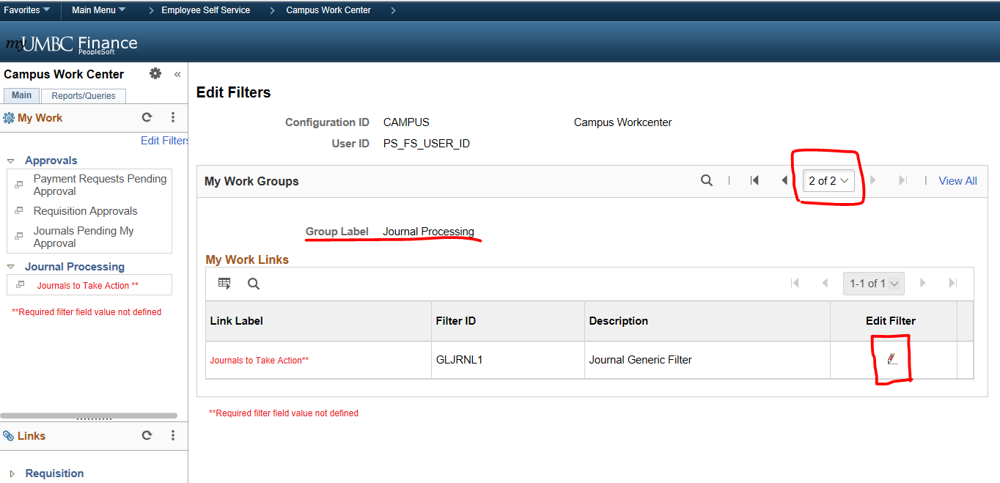 Favorites Main Menu Employee Self Service Campus Work Center
myUMBC Finance
PeopleSoft
Campus Work Center «
Main Reports/Queries
My Work
Edit Filters
Approvals
Payment Requests Pending
Approval
Requisition Approvals
Journals Pending My
Approval
Journal Processing
Journals to Take Action **
**Required filter field value not defined
Links
Requisition
Edit Filters
Configuration ID CAMPUS Campus Workcenter
User ID PS_FS_USER_ID
My Work Groups 2 of 2 View All
Group Label Journal Processing
My Work Links
1-1 of 1
Link Label Filter ID Description Edit Filter
Journals to Take Action** GLJRNL1 Journal Generic Filter
**Required filter field value not defined